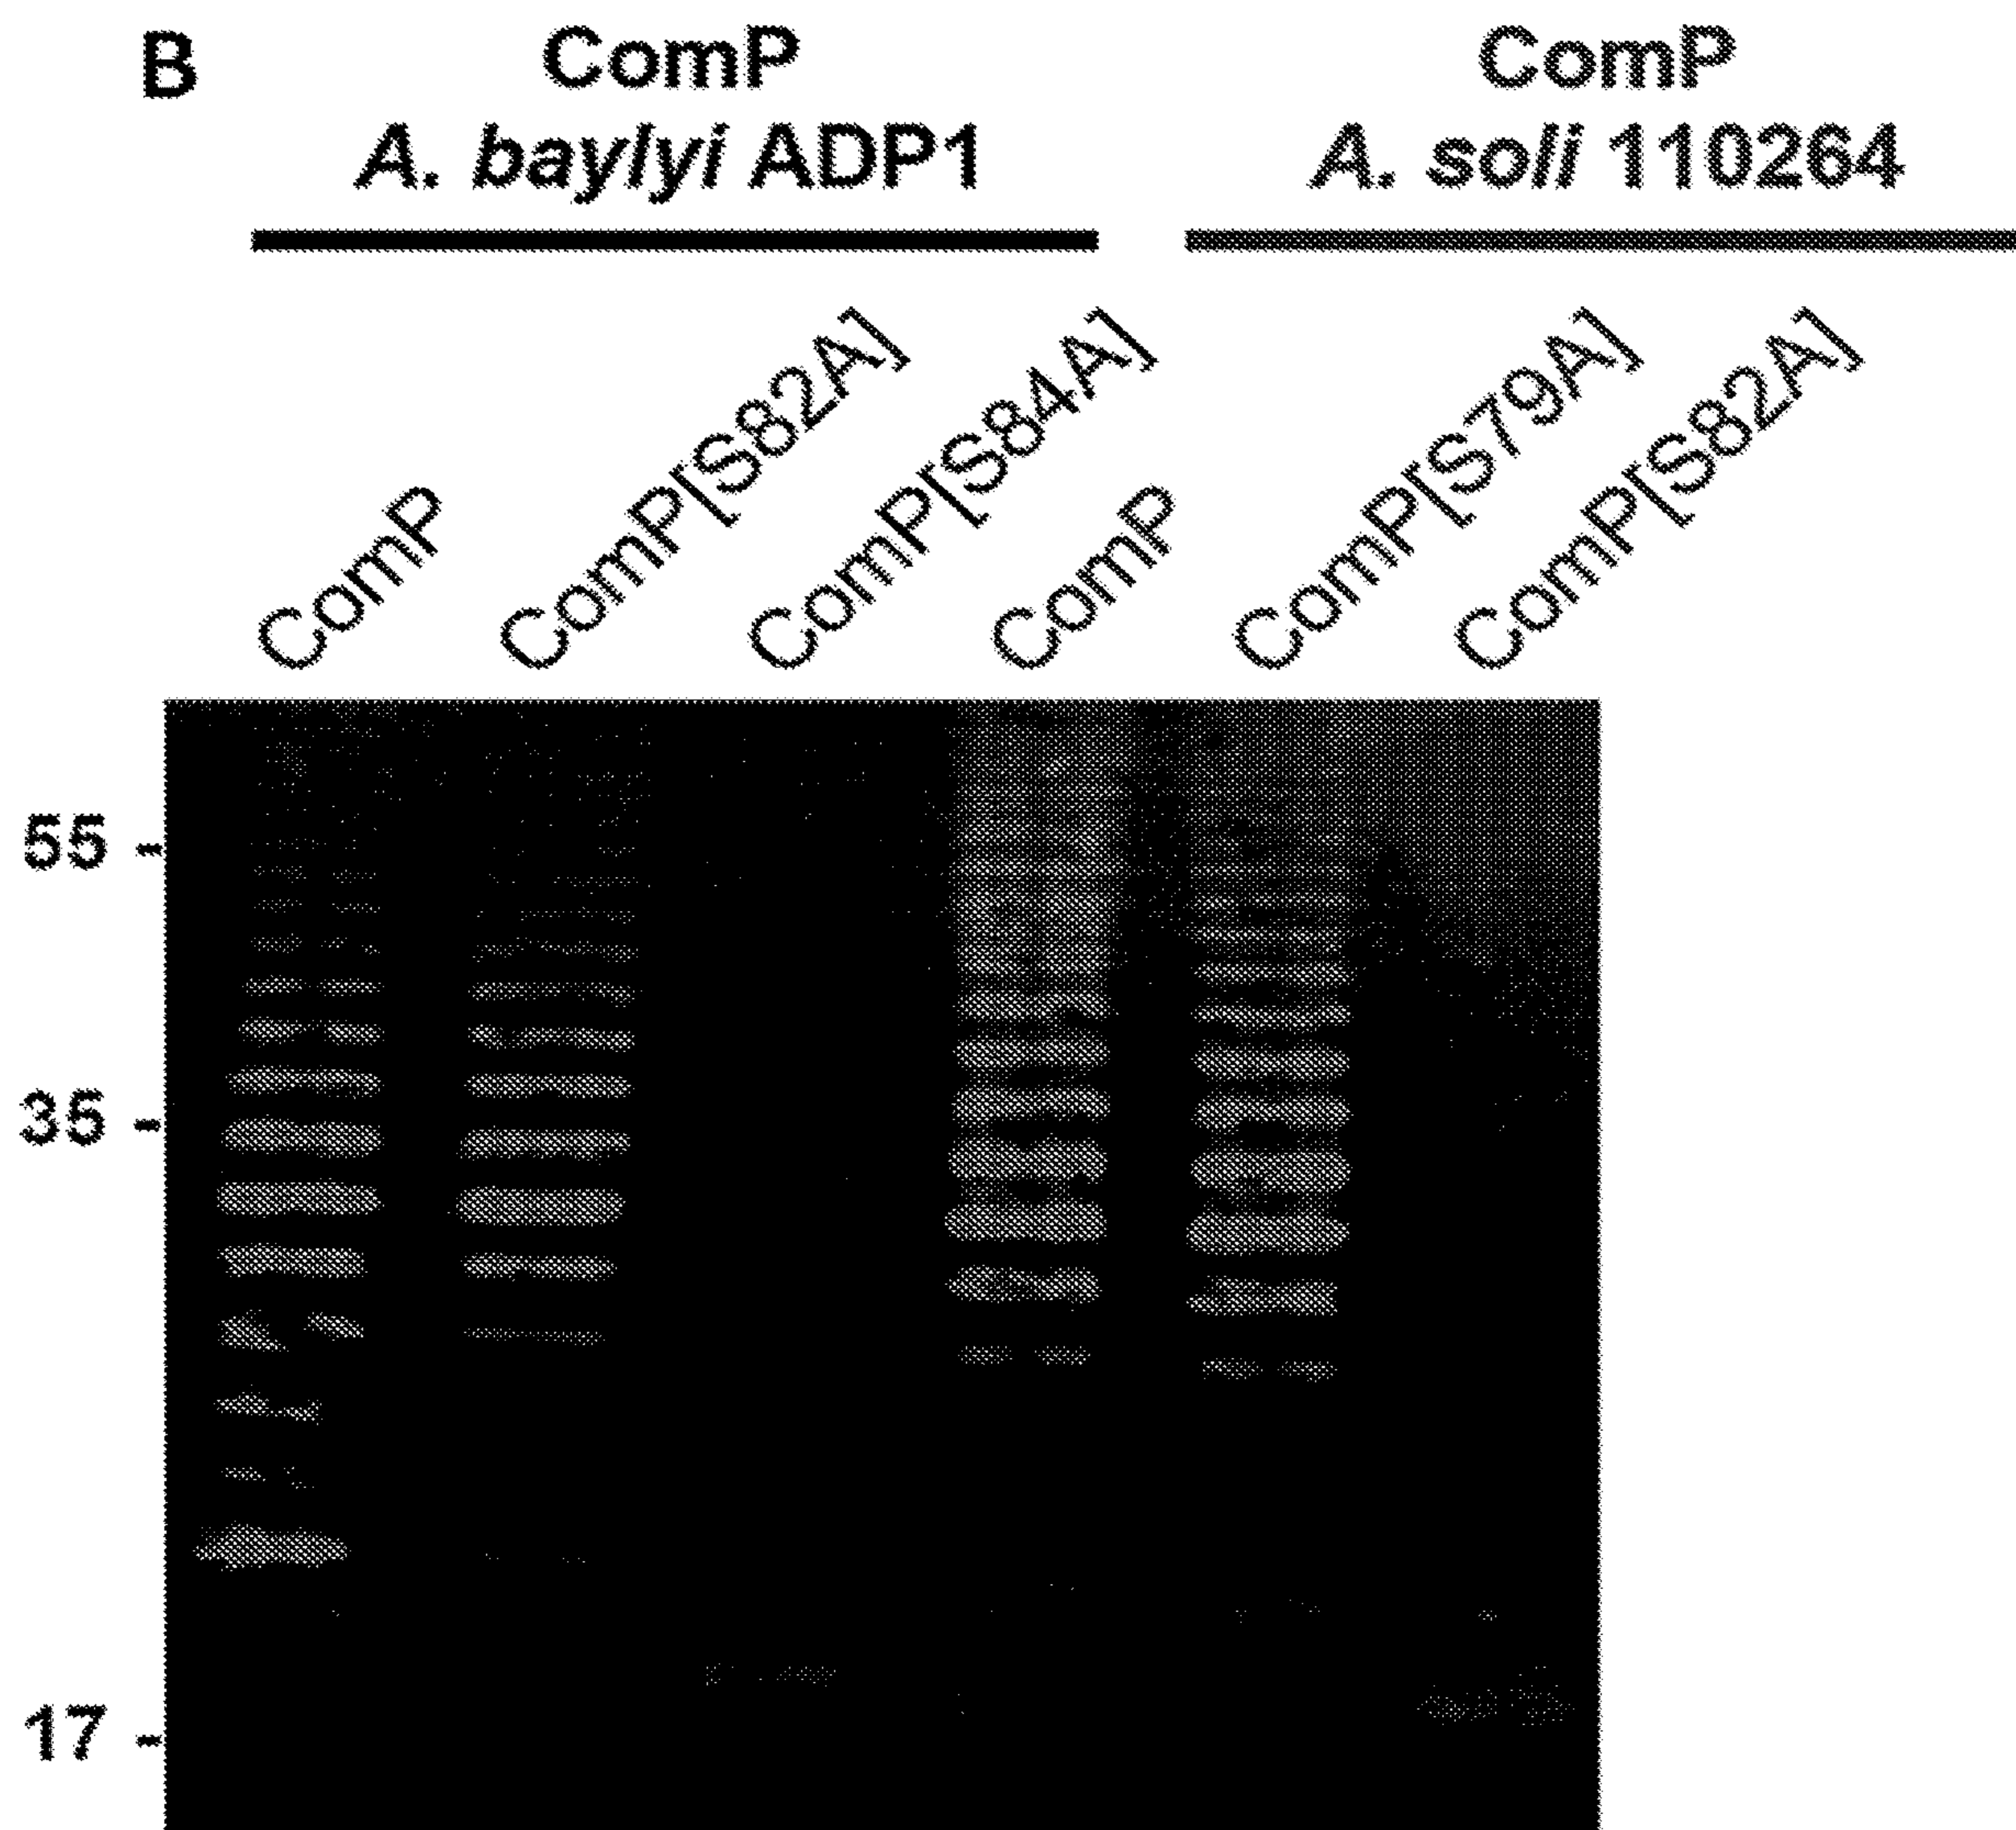 B
ComP
A. baylyi ADP1
ComP
A. soli 110264
ComP
ComP[S82A]
ComP[S84A]
ComP
ComP[S79A]
ComP[S82A]
55 -
35 -
17 -